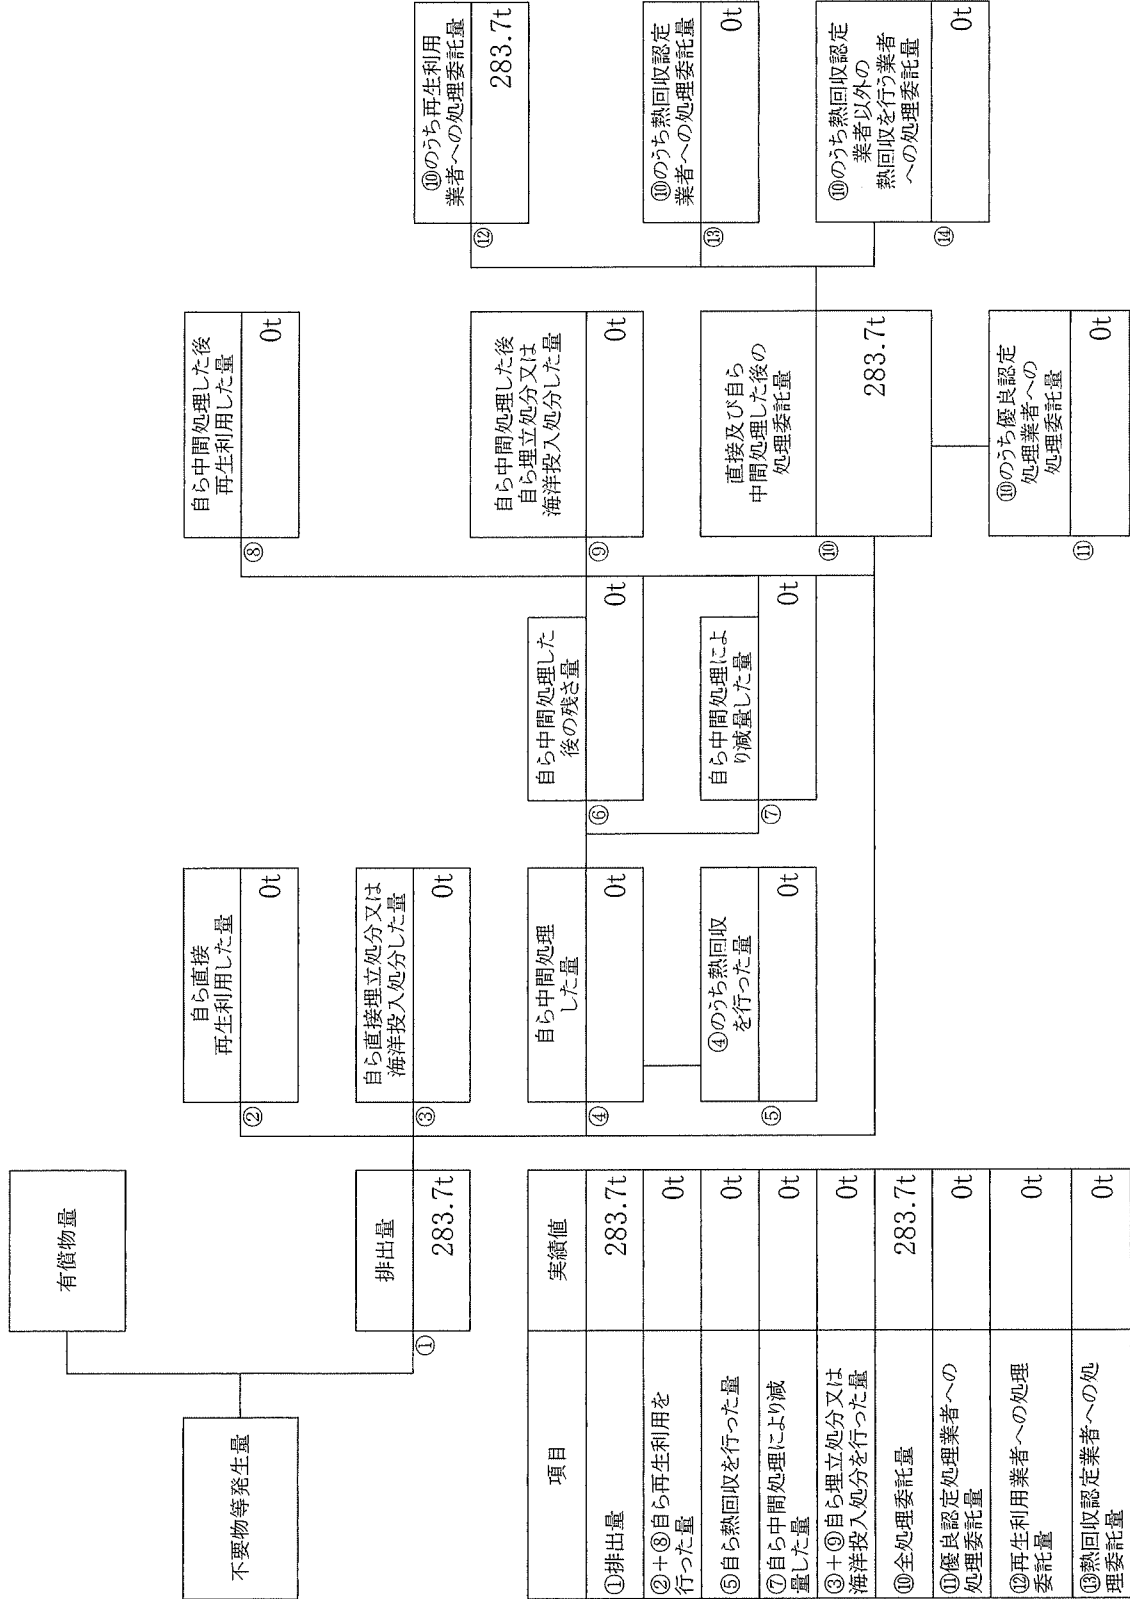 不要物等発生量
有償物量
排出量
①
283.7t
自ら直接
再生利用した量
②
0t
自ら直接埋立処分又は
海洋投入処分した量
③
0t
自ら中間処理
した量
④
0t
④のうち熱回収
を行った量
⑤
0t
自ら中間処理した
後の残さ量
⑥
0t
自ら中間処理によ
り減量した量
⑦
0t
自ら中間処理した後
再生利用した量
⑧
0t
自ら中間処理した後
自ら埋立処分又は
海洋投入処分した量
⑨
0t
直接及び自ら
中間処理した後の
処理委託量
⑩
283.7t
⑩のうち優良認定
処理業者への
処理委託量
⑪
0t
⑩のうち再生利用
業者への処理委託量
⑫
283.7t
⑩のうち熱回収認定
業者への処理委託量
⑬
0t
⑩のうち熱回収認定
業者以外の
熱回収を行う業者
への処理委託量
⑭
0t
項目
実績値
①排出量
283.7t
②+⑧自ら再生利用を
行った量
0t
⑤自ら熱回収を行った量
0t
⑦自ら中間処理により減
量した量
0t
③+⑨自ら埋立処分又は
海洋投入処分を行った量
0t
⑩全処理委託量
283.7t
⑪優良認定処理業者への
処理委託量
0t
⑫再生利用業者への処理
委託量
0t
⑬熱回収認定業者への処
理委託量
0t